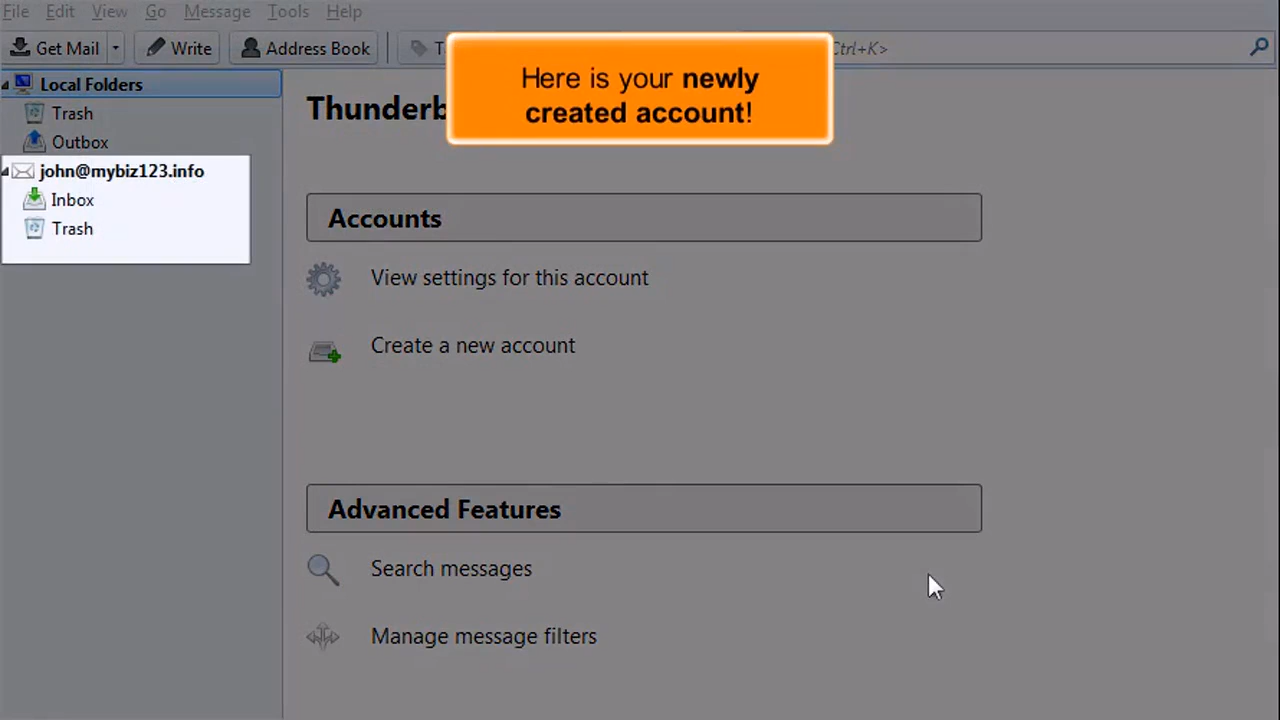 File Edit View Go Message Tools Help
Get Mail Write Address Book Ctrl+K>
Here is your newly
created account!
Local Folders
Trash
Outbox
john@mybiz123.info
Inbox
Trash
Accounts
View settings for this account
Create a new account
Advanced Features
Search messages
Manage message filters